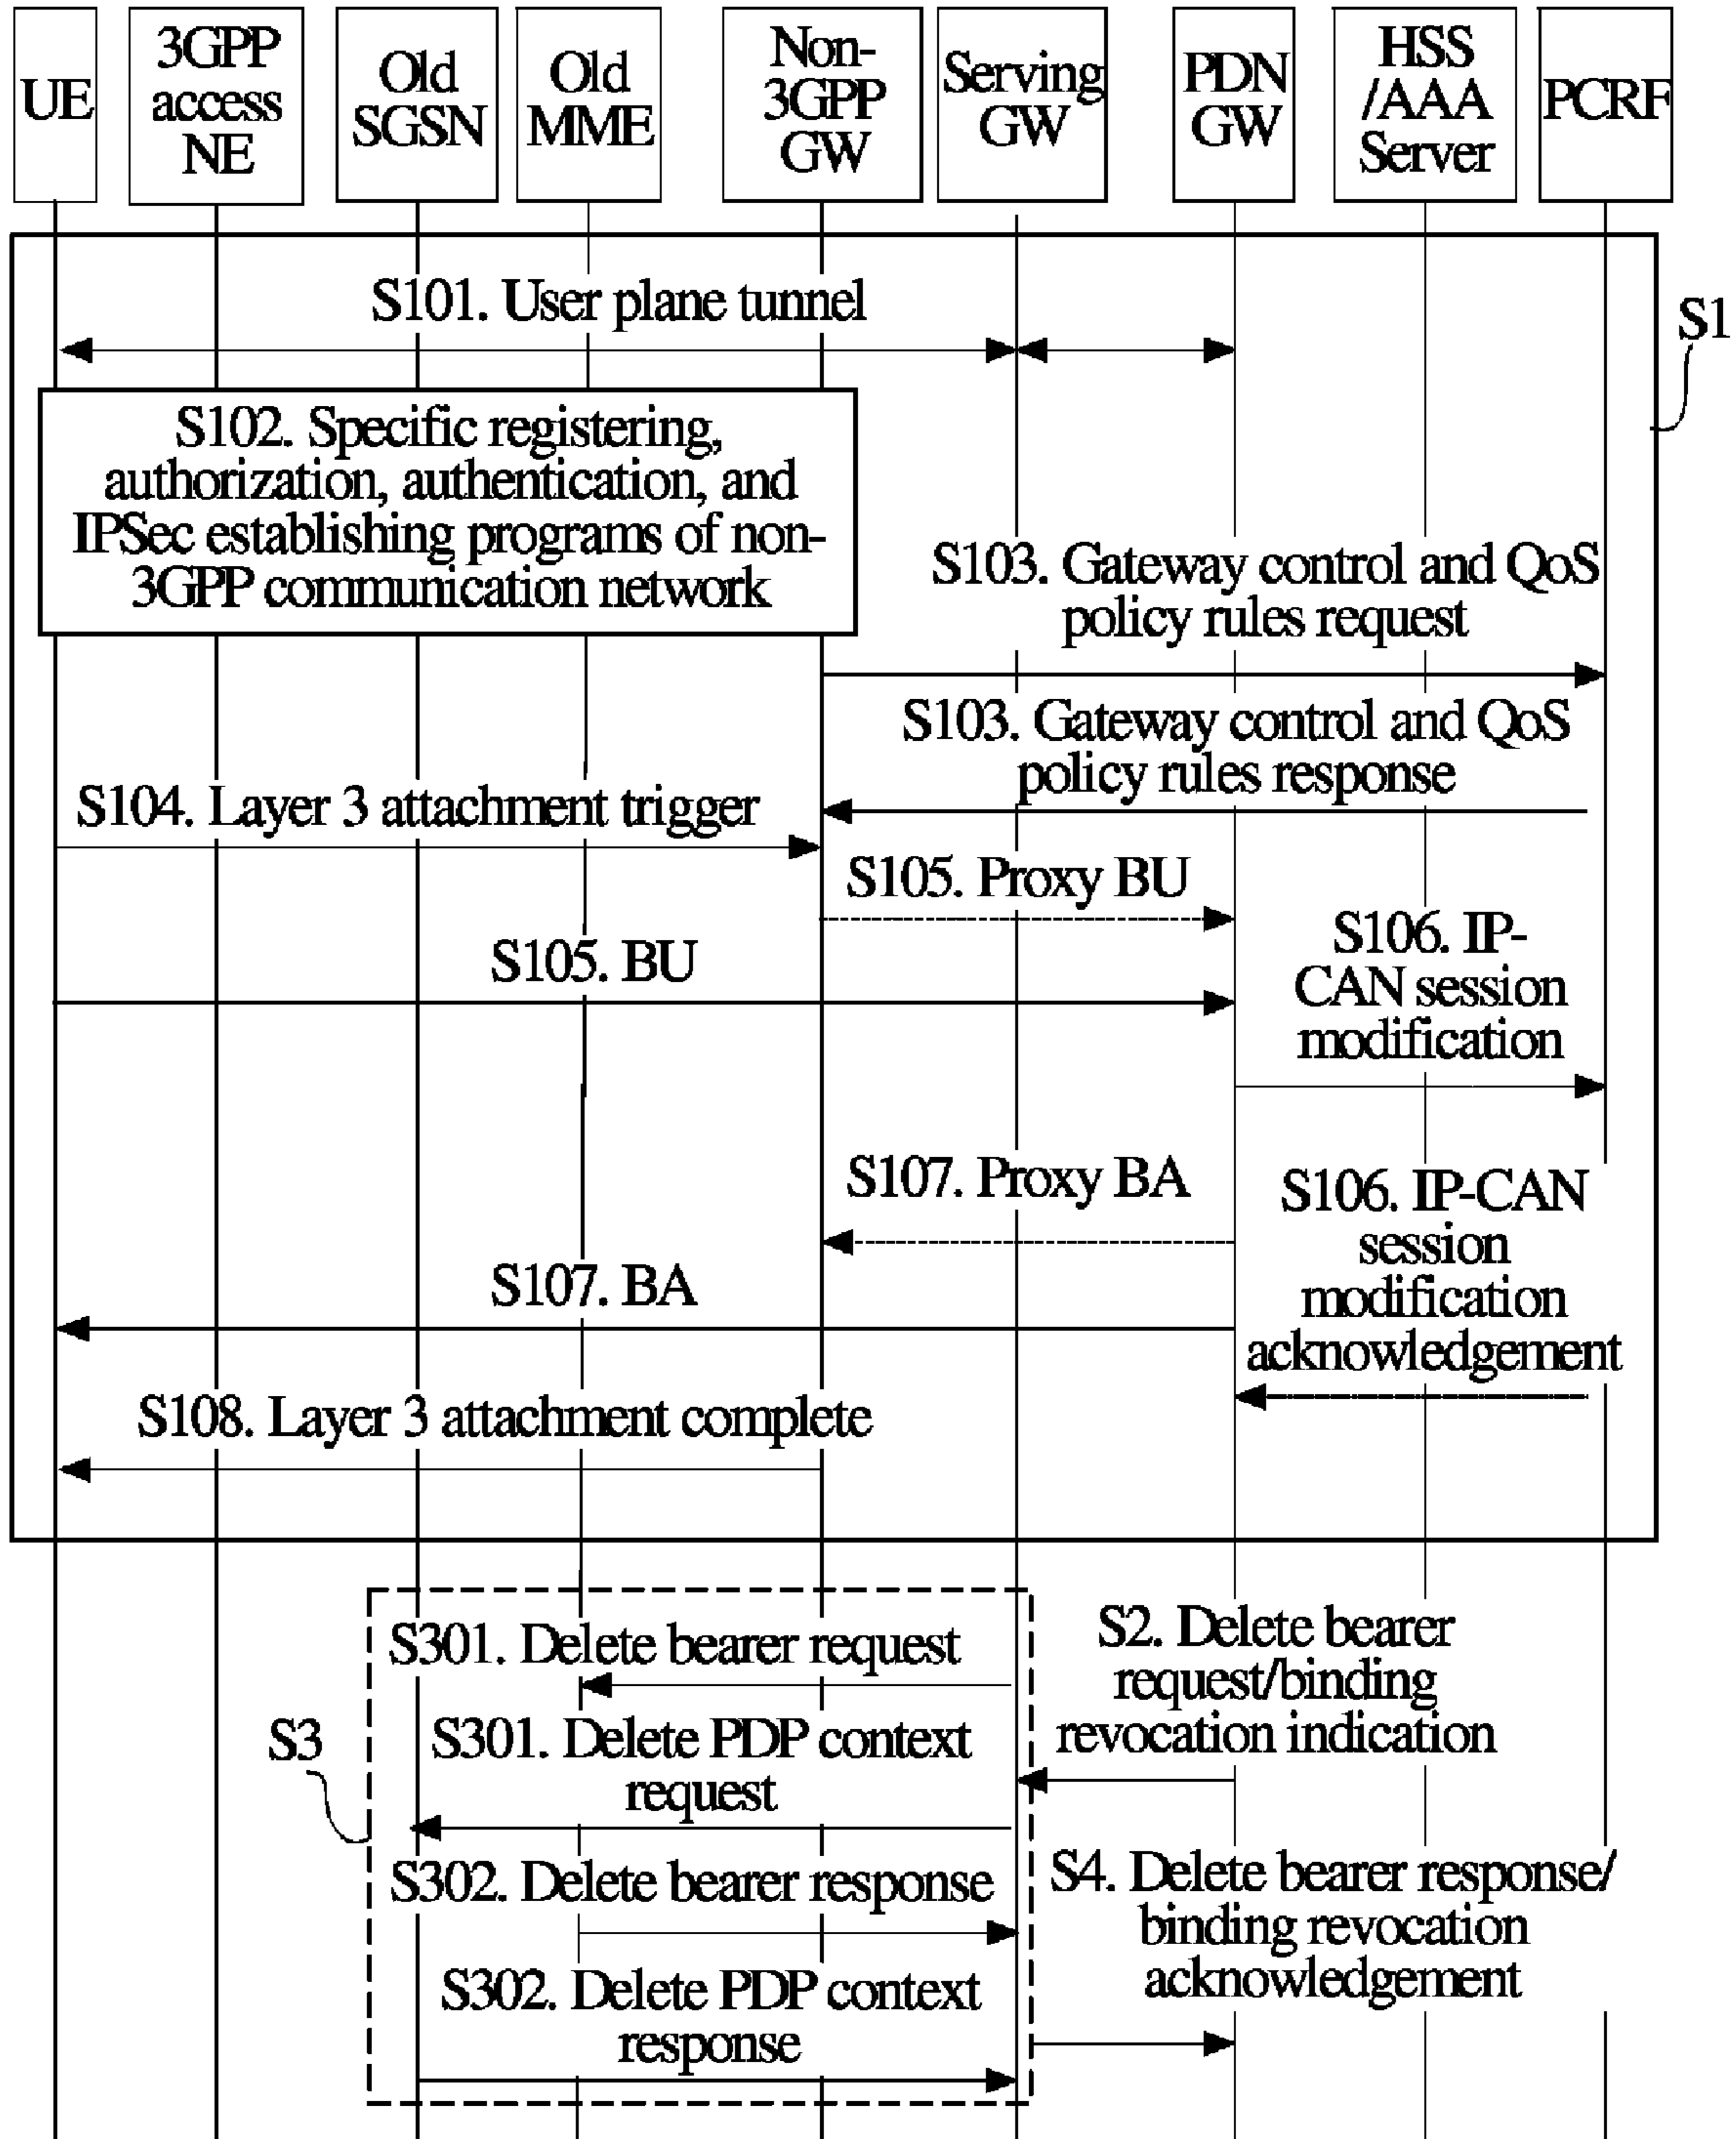 UE
3GPP
access
NE
Old
SGSN
Old
MME
Non-
3GPP
GW
Serving
GW
PDN
GW
HSS
/AAA
Server
PCRF
S101. User plane tunnel
S1
S102. Specific registering,
authorization, authentication, and
IPSec establishing programs of non-
3GPP communication network
S103. Gateway control and QoS
policy rules request
S103. Gateway control and QoS
policy rules response
S104. Layer 3 attachment trigger
S105. Proxy BU
S105. BU
S106. IP-
CAN session
modification
S107. Proxy BA
S106. IP-CAN
session
modification
acknowledgement
S107. BA
S108. Layer 3 attachment complete
S301. Delete bearer request
S2. Delete bearer
request/binding
revocation indication
S3
S301. Delete PDP context
request
S302. Delete bearer response
S4. Delete bearer response/
binding revocation
acknowledgement
S302. Delete PDP context
response